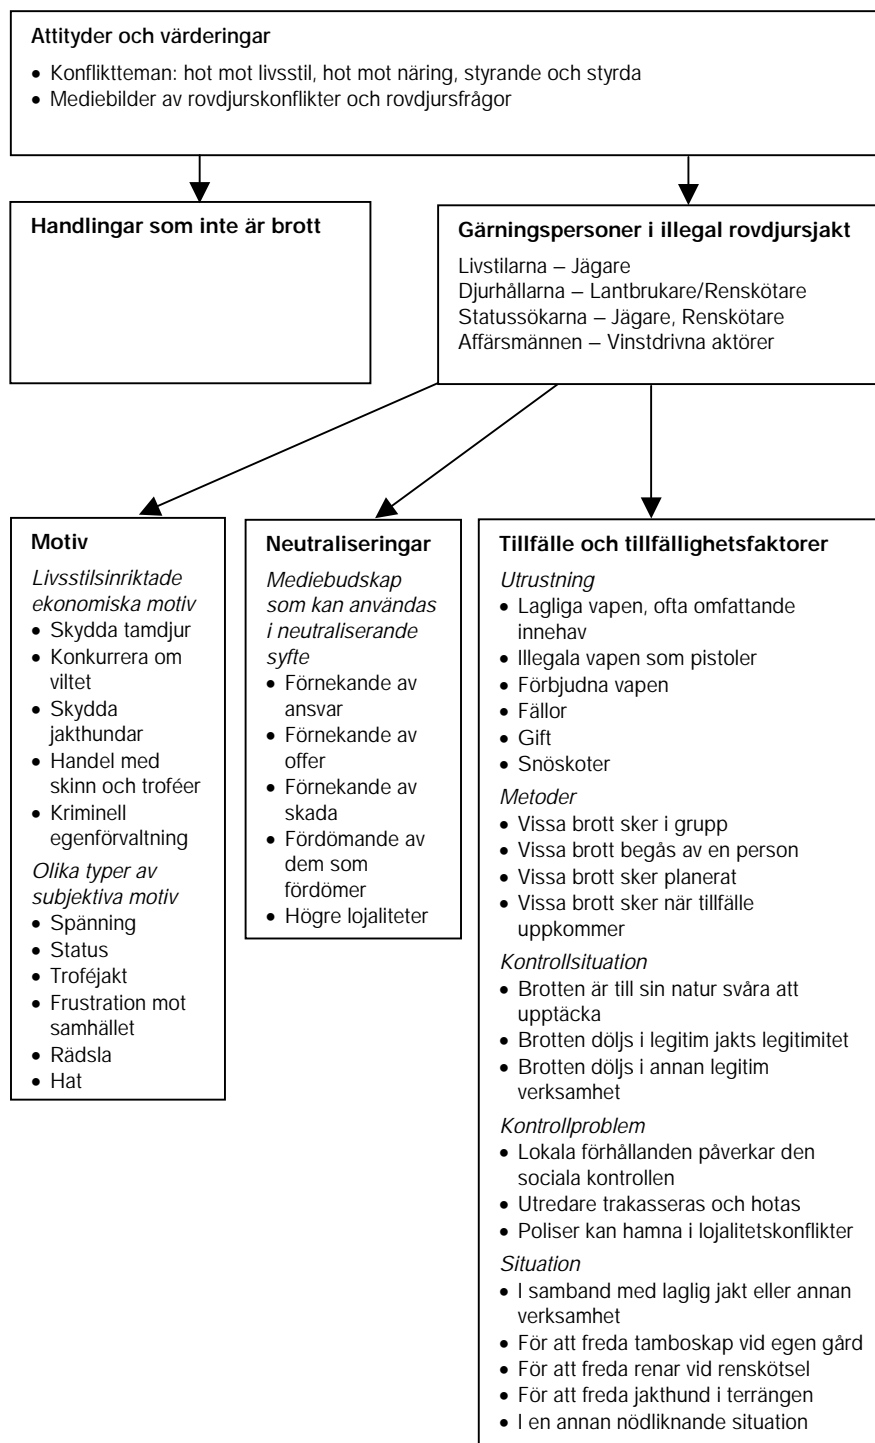 Attityder och värderingar
• Konfliktteman: hot mot livsstil, hot mot näring, styrande och styrda
• Mediebilder av rovdjurskonflikter och rovdjursfrågor
Handlingar som inte är brott
Gärningspersoner i illegal rovdjursjakt
Livstilarna – Jägare
Djurhållarna – Lantbrukare/Renskötare
Statussökarna – Jägare, Renskötare
Affärsmännen – Vinstdrivna aktörer
Motiv
Livsstilsinriktade
ekonomiska motiv
• Skydda tamdjur
• Konkurrera om
viltet
• Skydda
jakthundar
• Handel med
skinn och troféer
• Kriminell
egenförvaltning
Olika typer av
subjektiva motiv
• Spänning
• Status
• Troféjakt
• Frustration mot
samhället
• Rädsla
• Hat
Neutraliseringar
Mediebudskap
som kan användas
i neutraliserande
syfte
• Förnekande av
ansvar
• Förnekande av
offer
• Förnekande av
skada
• Fördömande av
dem som
fördömer
• Högre lojaliteter
Tillfälle och tillfällighetsfaktorer
Utrustning
• Lagliga vapen, ofta omfattande
innehav
• Illegala vapen som pistoler
• Förbjudna vapen
• Fällor
• Gift
• Snöskoter
Metoder
• Vissa brott sker i grupp
• Vissa brott begås av en person
• Vissa brott sker planerat
• Vissa brott sker när tillfälle
uppkommer
Kontrollsituation
• Brotten är till sin natur svåra att
upptäcka
• Brotten döljs i legitim jakts legitimitet
• Brotten döljs i annan legitim
verksamhet
Kontrollproblem
• Lokala förhållanden påverkar den
sociala kontrollen
• Utredare trakasseras och hotas
• Poliser kan hamna i lojalitetskonflikter
Situation
• I samband med laglig jakt eller annan
verksamhet
• För att freda tamboskap vid egen gård
• För att freda renar vid renskötsel
• För att freda jakthund i terrängen
• I en annan nödliknande situation